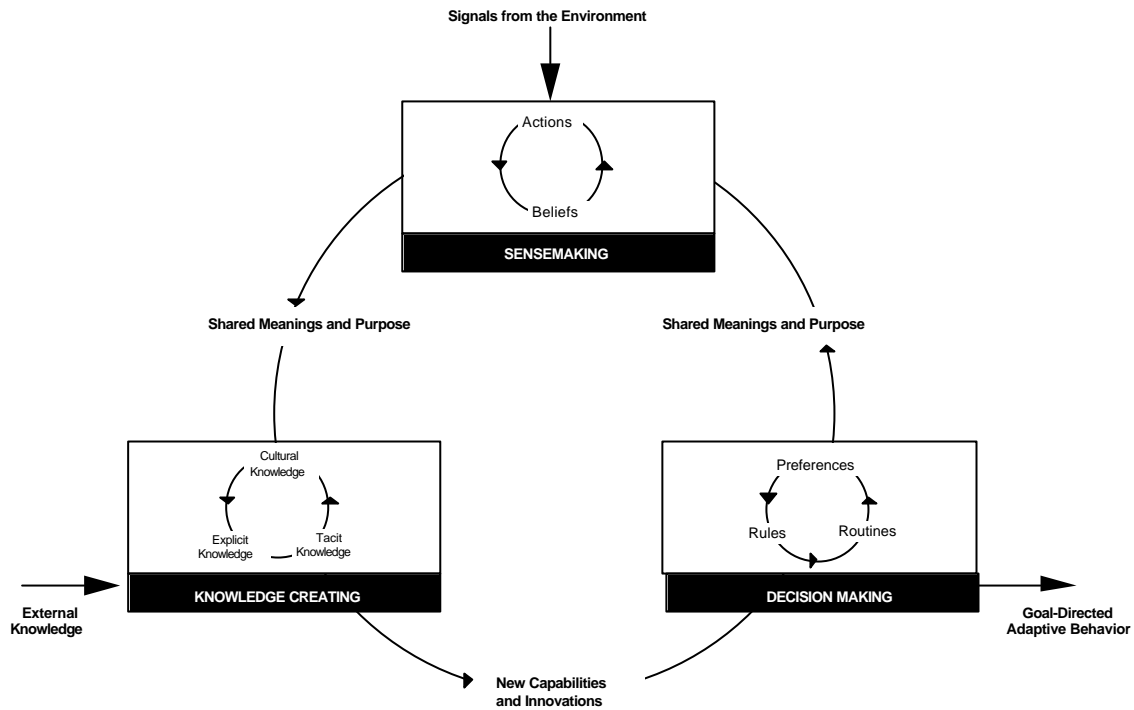 Signals from the Environment
Actions
Beliefs
SENSEMAKING
Shared Meanings and Purpose
Shared Meanings and Purpose
Cultural
Knowledge
Explicit
Knowledge
Tacit
Knowledge
KNOWLEDGE CREATING
Preferences
Rules
Routines
DECISION MAKING
External
Knowledge
Goal-Directed
Adaptive Behavior
New Capabilities
and Innovations